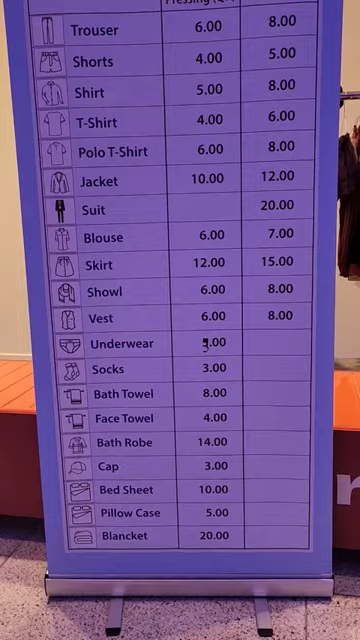 Pressing (Q
Trouser 6.00 8.00
Shorts 4.00 5.00
Shirt 5.00 8.00
T-Shirt 4.00 6.00
Polo T-Shirt 6.00 8.00
Jacket 10.00 12.00
Suit 20.00
Blouse 6.00 7.00
Skirt 12.00 15.00
Showl 6.00 8.00
Vest 6.00 8.00
Underwear
Socks 3.00
Bath Towel 8.00
Face Towel 4.00
Bath Robe 14.00
Cap 3.00
Bed Sheet 10.00
Pillow Case 5.00
Blancket 20.00